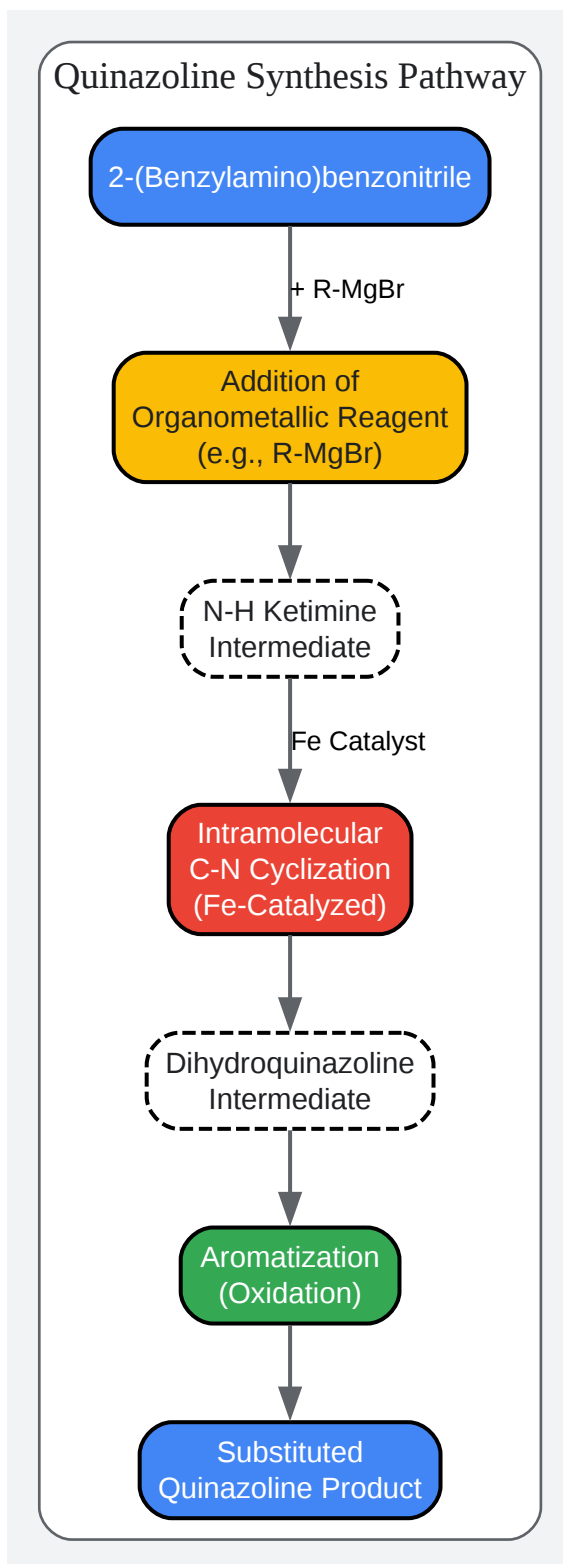 Quinazoline Synthesis Pathway
2-(Benzylamino)benzonitrile
+ R-MgBr
Addition of
Organometallic Reagent
(e.g., R-MgBr)
N-H Ketimine
Intermediate
Fe Catalyst
Intramolecular
C-N Cyclization
(Fe-Catalyzed)
Dihydroquinazoline
Intermediate
Aromatization
(Oxidation)
Substituted
Quinazoline Product